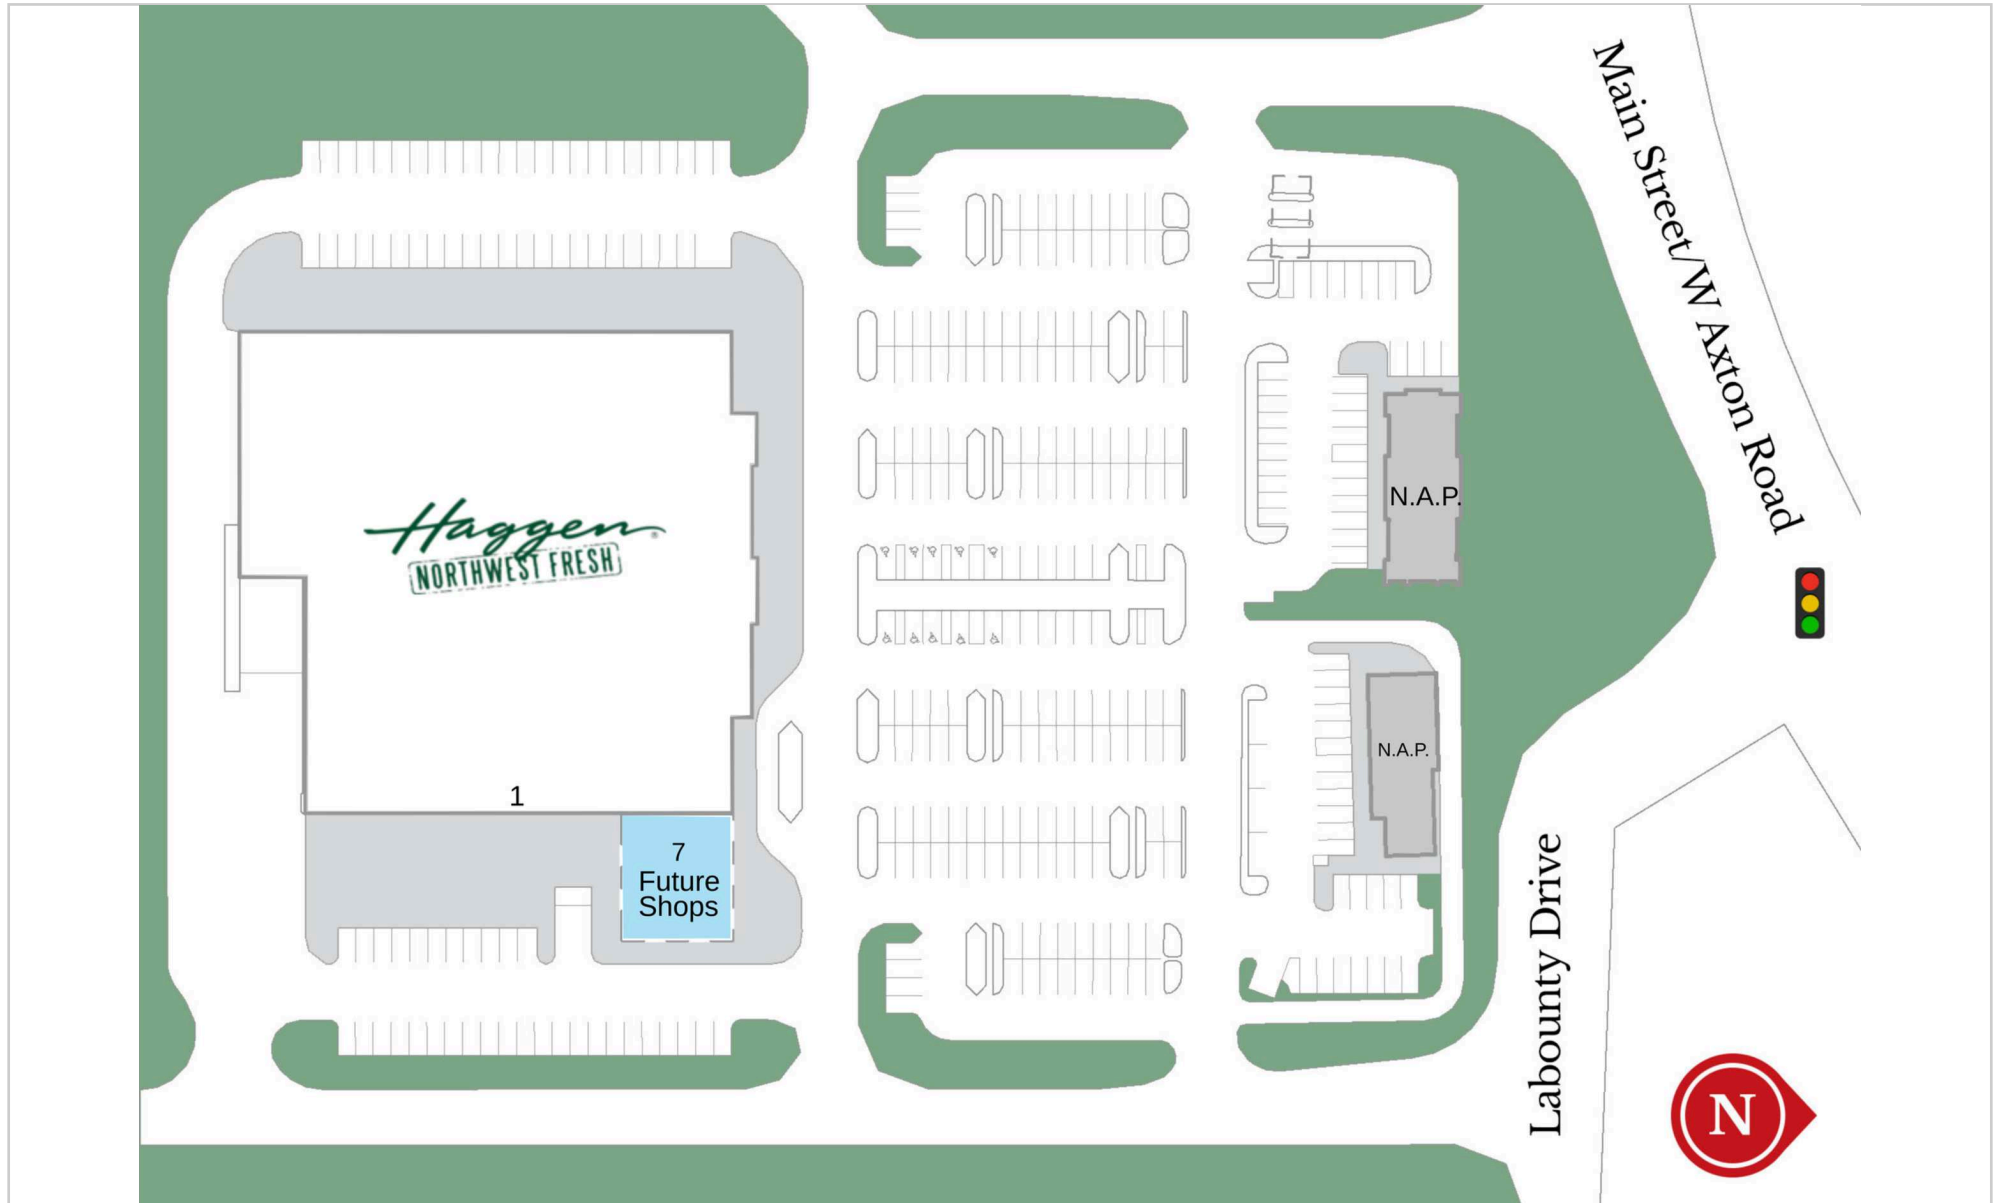 Main Street/W Axton Road
Haggen®
NORTHWEST FRESH
N.A.P.
N.A.P.
1
7
Future
Shops
Labounty Drive
N